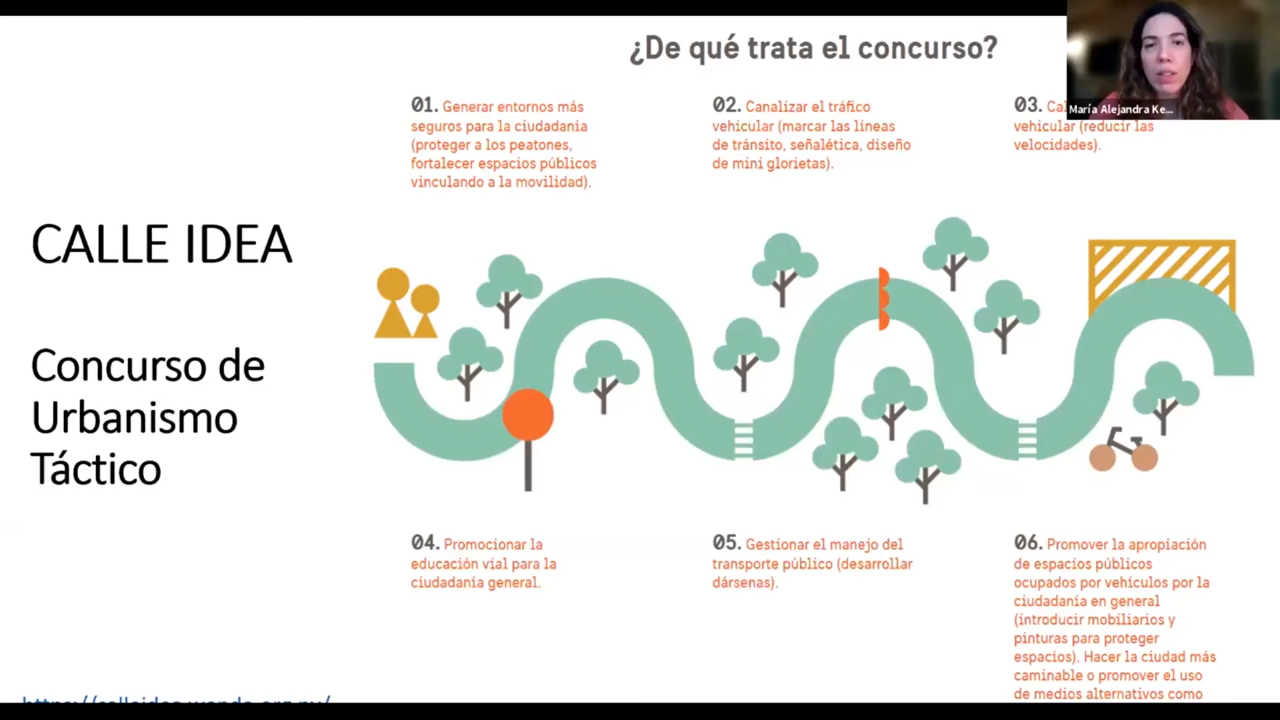 ¿De qué trata el concurso?
María Alejandra Ke...
01. Generar entornos más
seguros para la ciudadanía
(proteger a los peatones,
fortalecer espacios públicos
vinculando a la movilidad).
02. Canalizar el tráfico
vehicular (marcar las líneas
de tránsito, señalética, diseño
de mini glorietas).
03.
vehicular (reducir las
velocidades).
CALLE IDEA
Concurso de
Urbanismo
Táctico
04. Promocionar la
educación vial para la
ciudadanía general.
05. Gestionar el manejo del
transporte público (desarrollar
dársenas).
06. Promover la apropiación
de espacios públicos
ocupados por vehículos por la
ciudadanía en general
(introducir mobiliarios y
pinturas para proteger
espacios). Hacer la ciudad más
caminable o promover el uso
de medios alternativos como